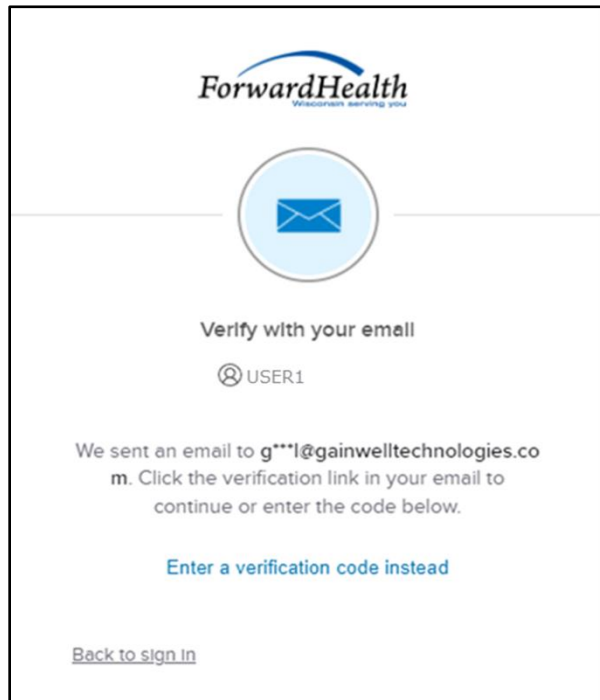 ForwardHealth
Wisconsin serving you
Verify with your email
USER1
We sent an email to g***l@gainwelltechnologies.co
m. Click the verification link in your email to
continue or enter the code below.
Enter a verification code instead
Back to sign in